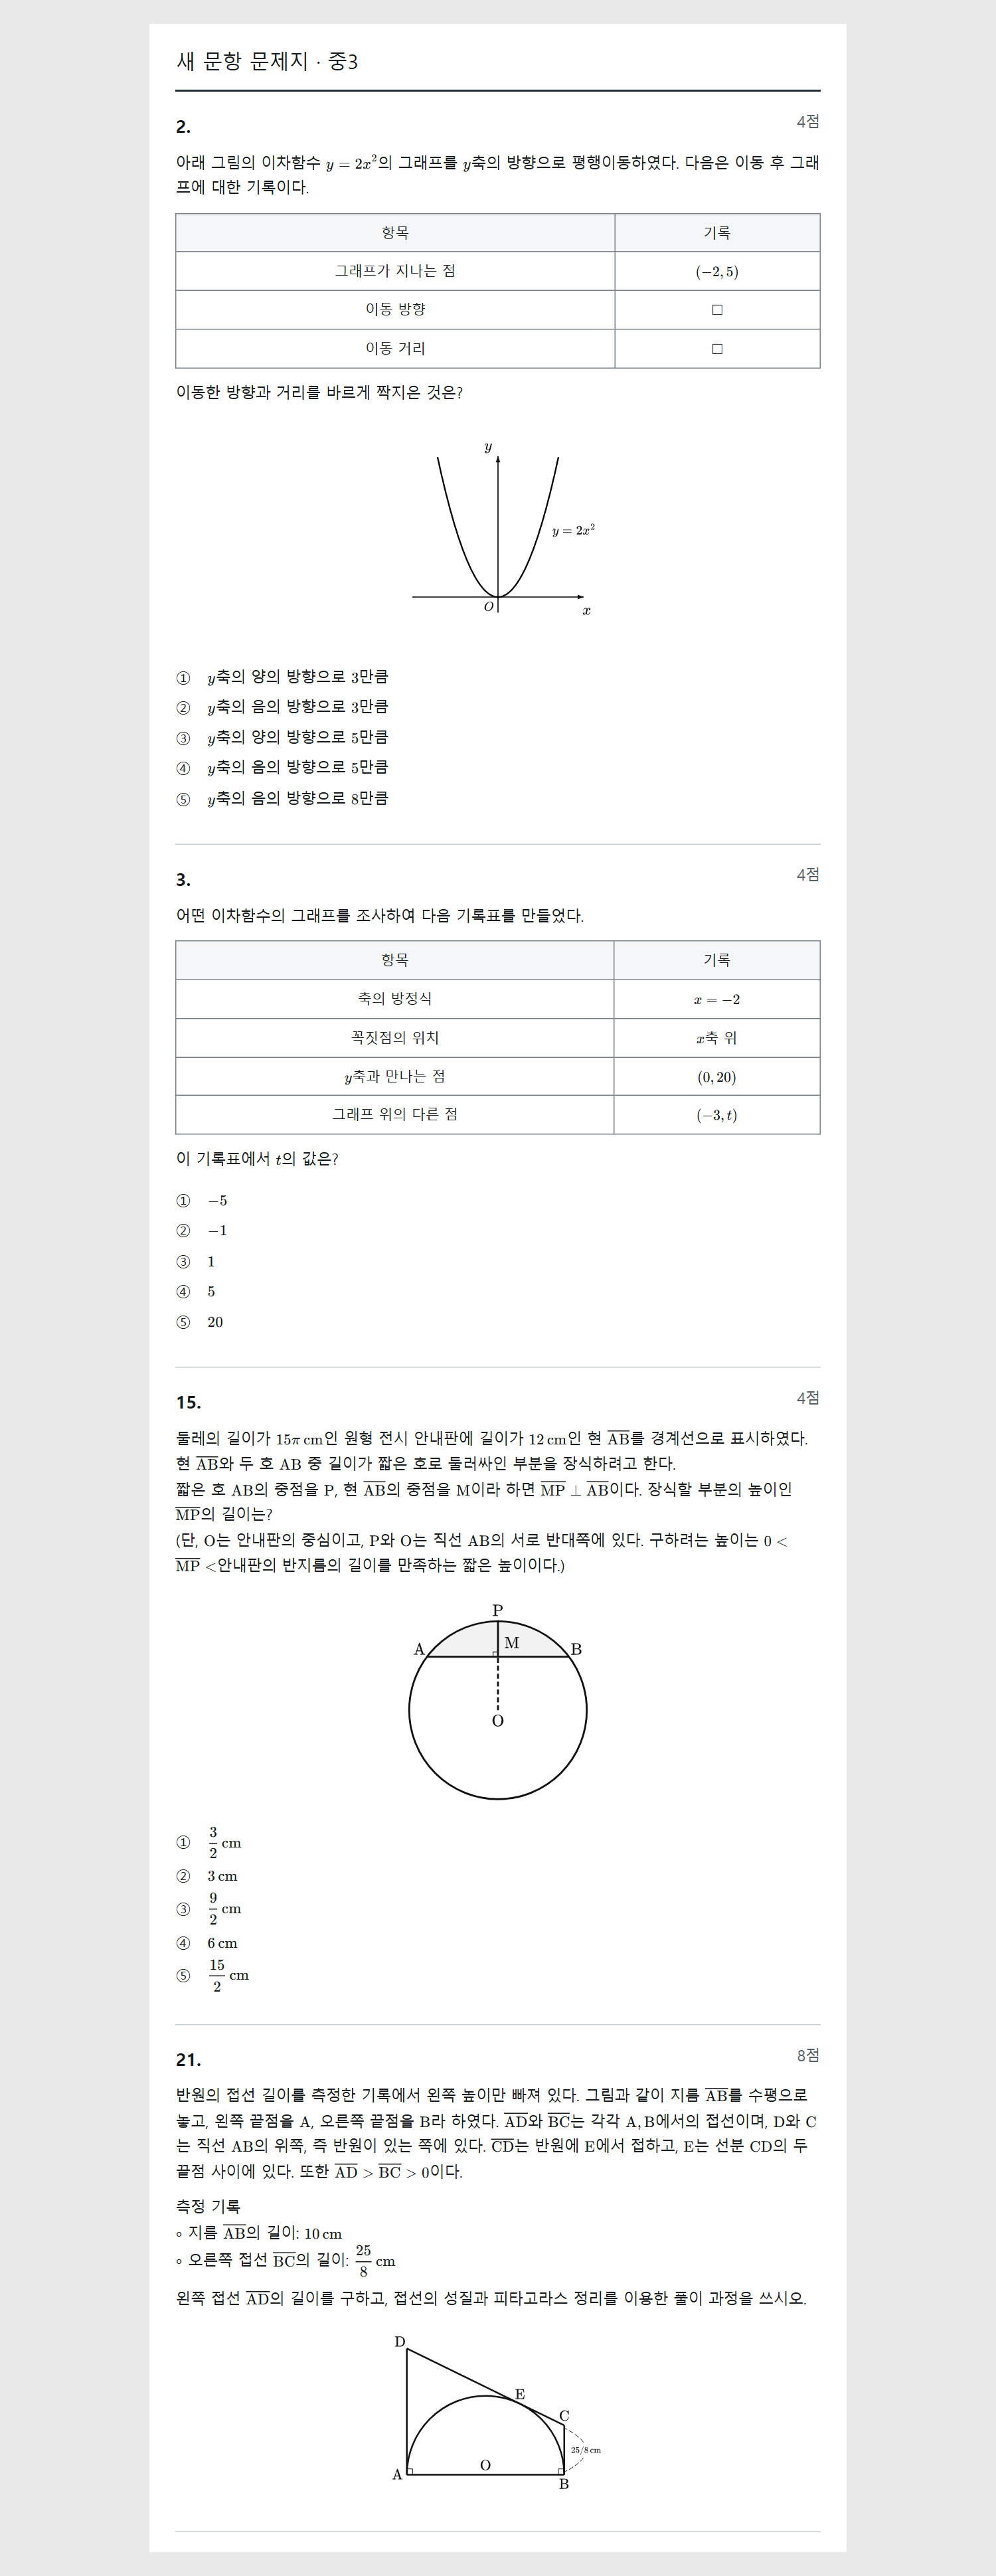 새 문항 문제지 · 중3
2.
4점
아래 그림의 이차함수 y = 2x²의 그래프를 y축의 방향으로 평행이동하였다. 다음은 이동 후 그래
프에 대한 기록이다.
항목 기록
그래프가 지나는 점 (−2, 5)
이동 방향 □
이동 거리 □
이동한 방향과 거리를 바르게 짝지은 것은?
y
y = 2x²
O
x
① y축의 양의 방향으로 3만큼
② y축의 음의 방향으로 3만큼
③ y축의 양의 방향으로 5만큼
④ y축의 음의 방향으로 5만큼
⑤ y축의 음의 방향으로 8만큼
3.
4점
어떤 이차함수의 그래프를 조사하여 다음 기록표를 만들었다.
항목 기록
축의 방정식 x = −2
꼭짓점의 위치 x축 위
y축과 만나는 점 (0, 20)
그래프 위의 다른 점 (−3, t)
이 기록표에서 t의 값은?
① −5
② −1
③ 1
④ 5
⑤ 20
15.
4점
둘레의 길이가 15π cm인 원형 전시 안내판에 길이가 12 cm인 현 A̅B̅를 경계선으로 표시하였다.
현 A̅B̅와 두 호 AB 중 길이가 짧은 호로 둘러싸인 부분을 장식하려고 한다.
짧은 호 AB의 중점을 P, 현 A̅B̅의 중점을 M이라 하면 M̅P̅ ⊥ A̅B̅이다. 장식할 부분의 높이인
M̅P̅의 길이는?
(단, O는 안내판의 중심이고, P와 O는 직선 AB의 서로 반대쪽에 있다. 구하려는 높이는 0 <
M̅P̅ <안내판의 반지름의 길이를 만족하는 짧은 높이이다.)
P
A M B
O
① 3/2 cm
② 3 cm
③ 9/2 cm
④ 6 cm
⑤ 15/2 cm
21.
8점
반원의 접선 길이를 측정한 기록에서 왼쪽 높이만 빠져 있다. 그림과 같이 지름 A̅B̅를 수평으로
놓고, 왼쪽 끝점을 A, 오른쪽 끝점을 B라 하였다. A̅D̅와 B̅C̅는 각각 A, B에서의 접선이며, D와 C
는 직선 AB의 위쪽, 즉 반원이 있는 쪽에 있다. C̅D̅는 반원에 E에서 접하고, E는 선분 CD의 두
끝점 사이에 있다. 또한 A̅D̅ > B̅C̅ > 0이다.
측정 기록
∘ 지름 A̅B̅의 길이: 10 cm
∘ 오른쪽 접선 B̅C̅의 길이: 25/8 cm
왼쪽 접선 A̅D̅의 길이를 구하고, 접선의 성질과 피타고라스 정리를 이용한 풀이 과정을 쓰시오.
D
E
C
25/8 cm
O
A
B